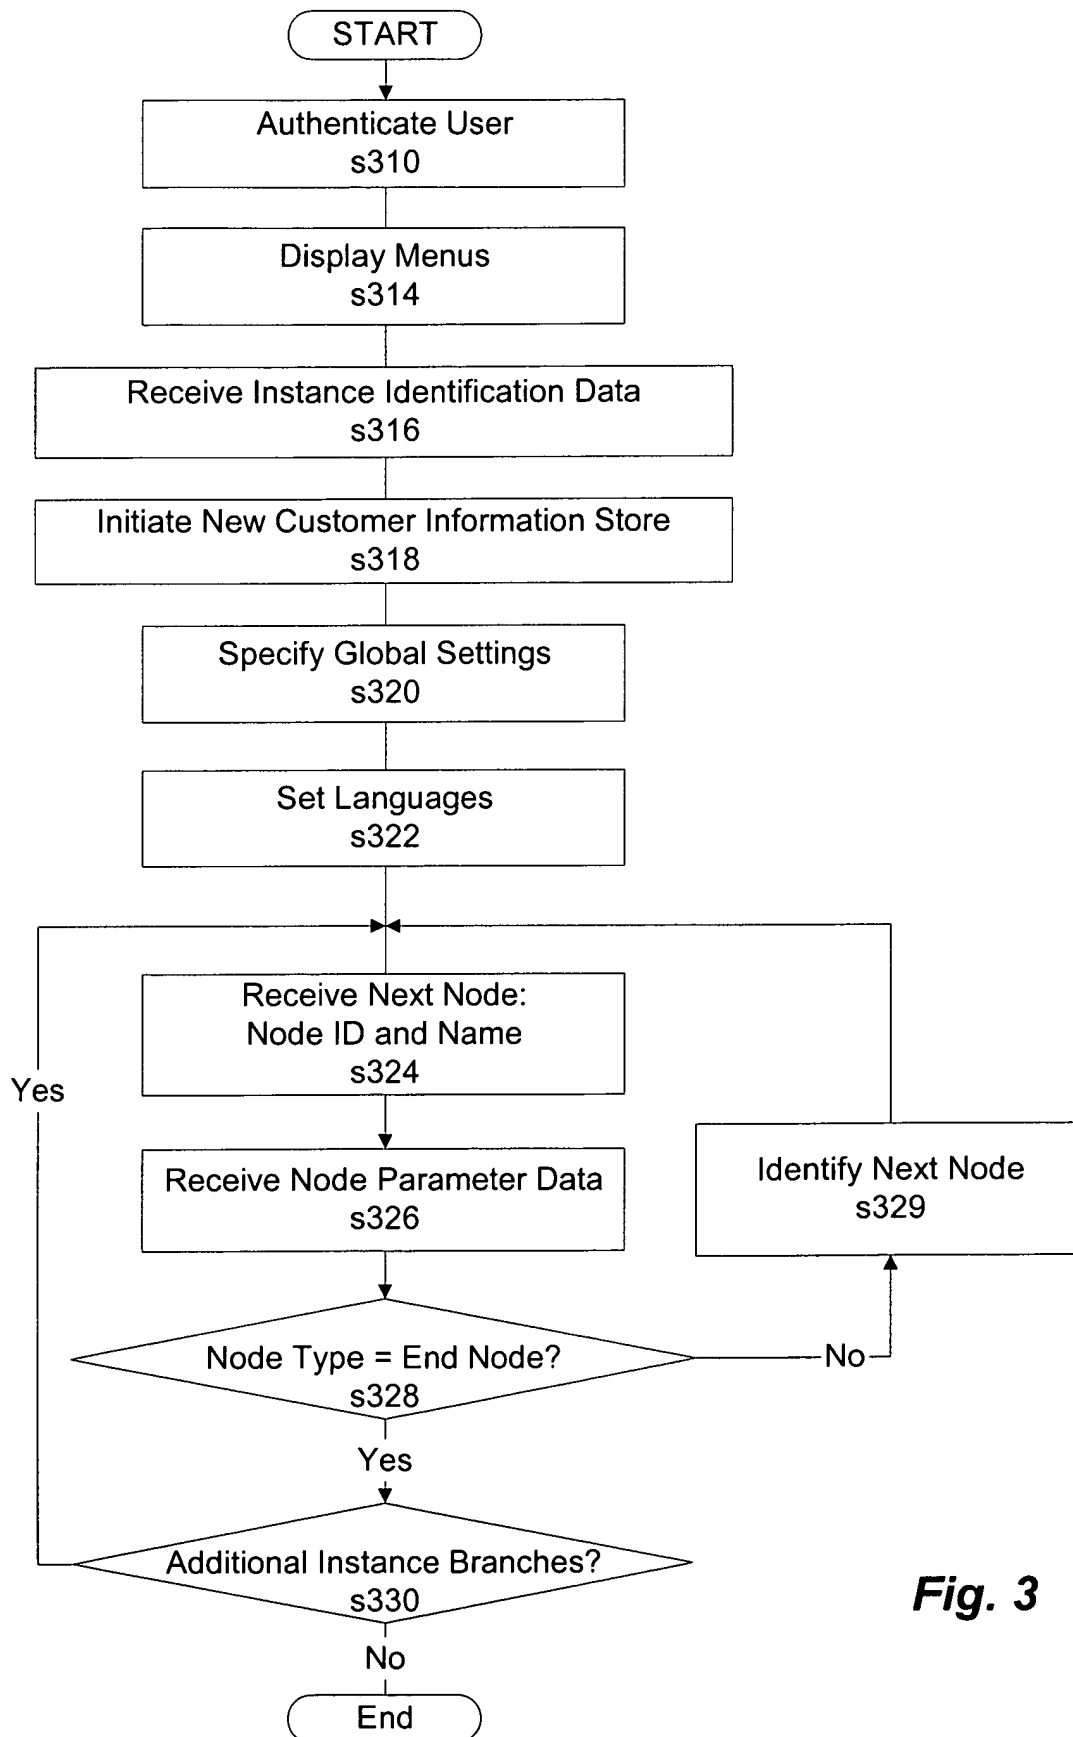 START
Authenticate User
s310
Display Menus
s314
Receive Instance Identification Data
s316
Initiate New Customer Information Store
s318
Specify Global Settings
s320
Set Languages
s322
Receive Next Node:
Node ID and Name
s324
Yes
Receive Node Parameter Data
s326
Identify Next Node
s329
Node Type = End Node?
s328
No
Yes
Additional Instance Branches?
s330
Fig. 3
No
End